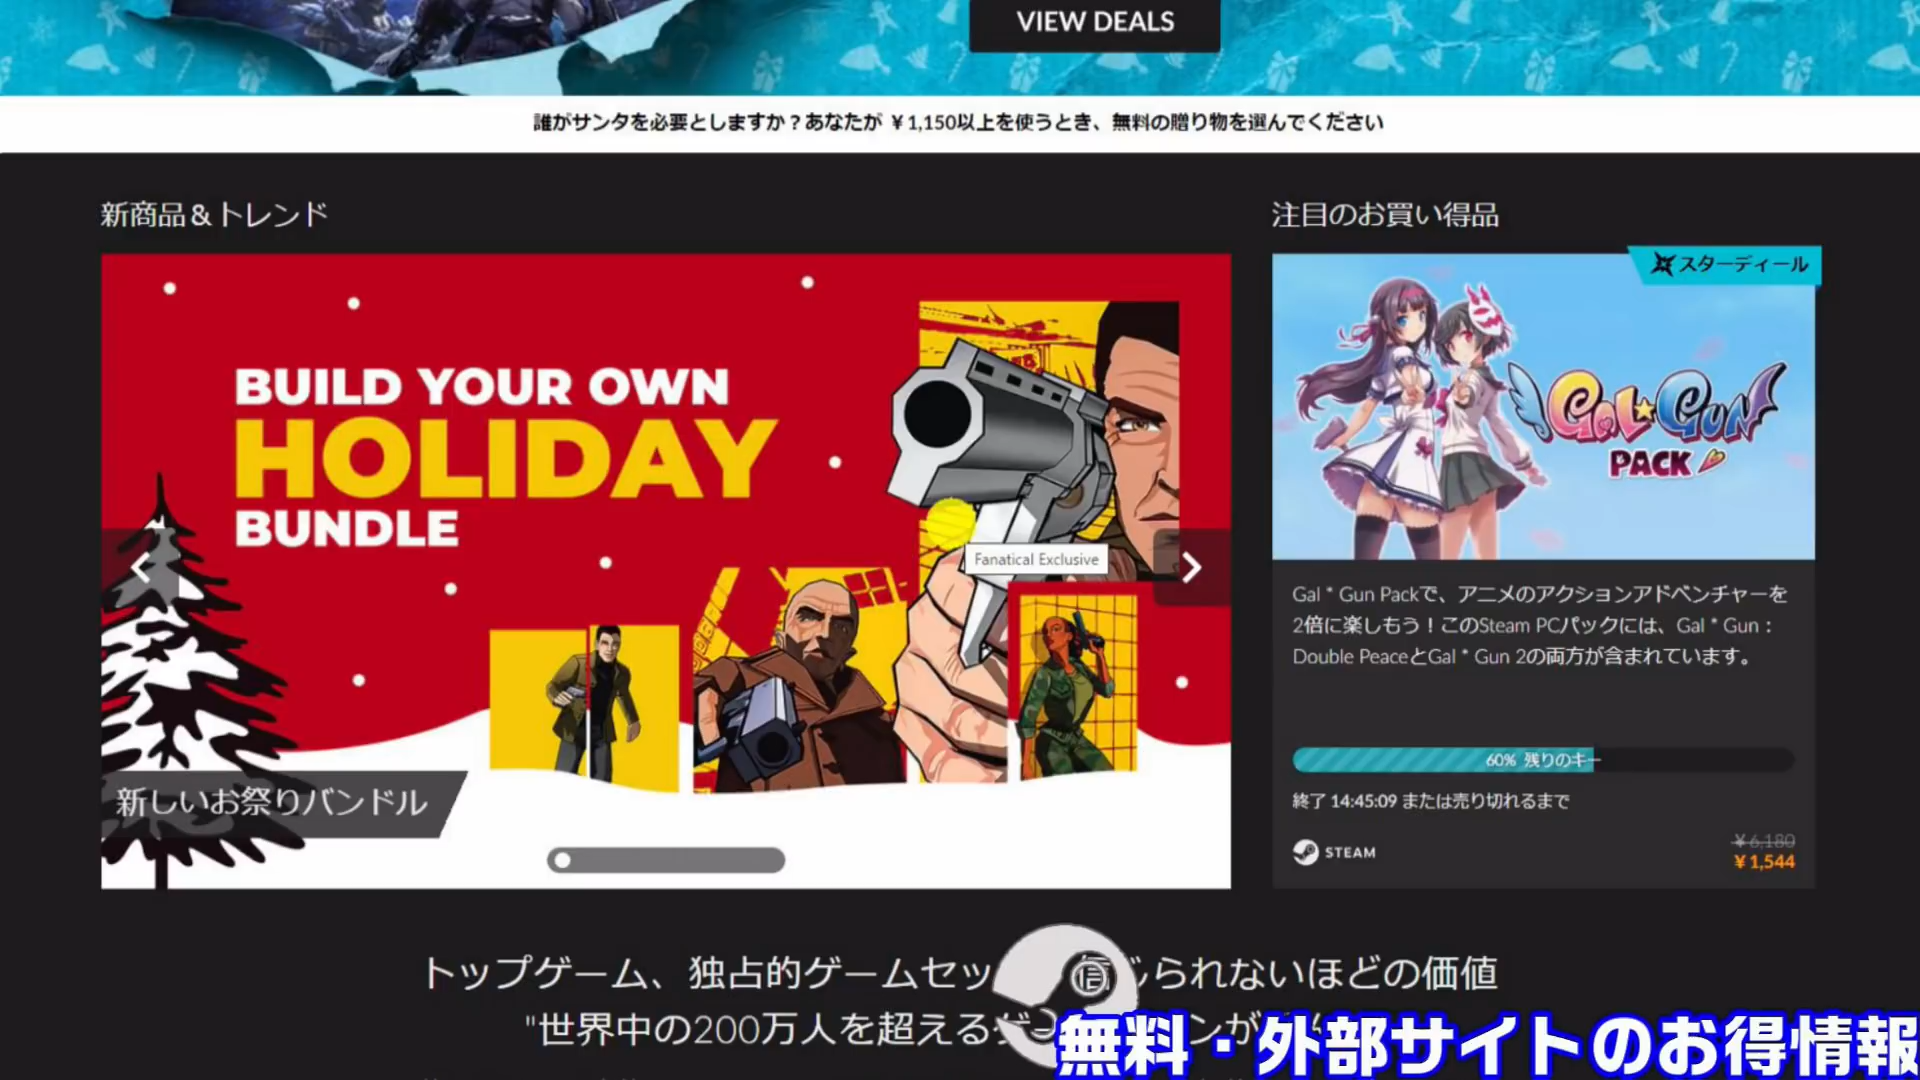 VIEW DEALS
誰がサンタを必要としますか？あなたが ￥1,150以上を使うとき、無料の贈り物を選んでください
新商品＆トレンド
BUILD YOUR OWN
HOLIDAY
BUNDLE
Fanatical Exclusive
新しいお祭りバンドル
注目のお買い得品
スターディール
GAL★GUN
PACK
Gal * Gun Packで、アニメのアクションアドベンチャーを
2倍に楽しもう！このSteam PCパックには、Gal * Gun：
Double PeaceとGal * Gun 2の両方が含まれています。
60% 残りのキー
終了 14:45:09 または売り切れるまで
STEAM
￥6,180
￥1,544
トップゲーム、独占的ゲームセッ 信じられないほどの価値
"世界中の200万人を超えるゲー ンが
無料・外部サイトのお得情報